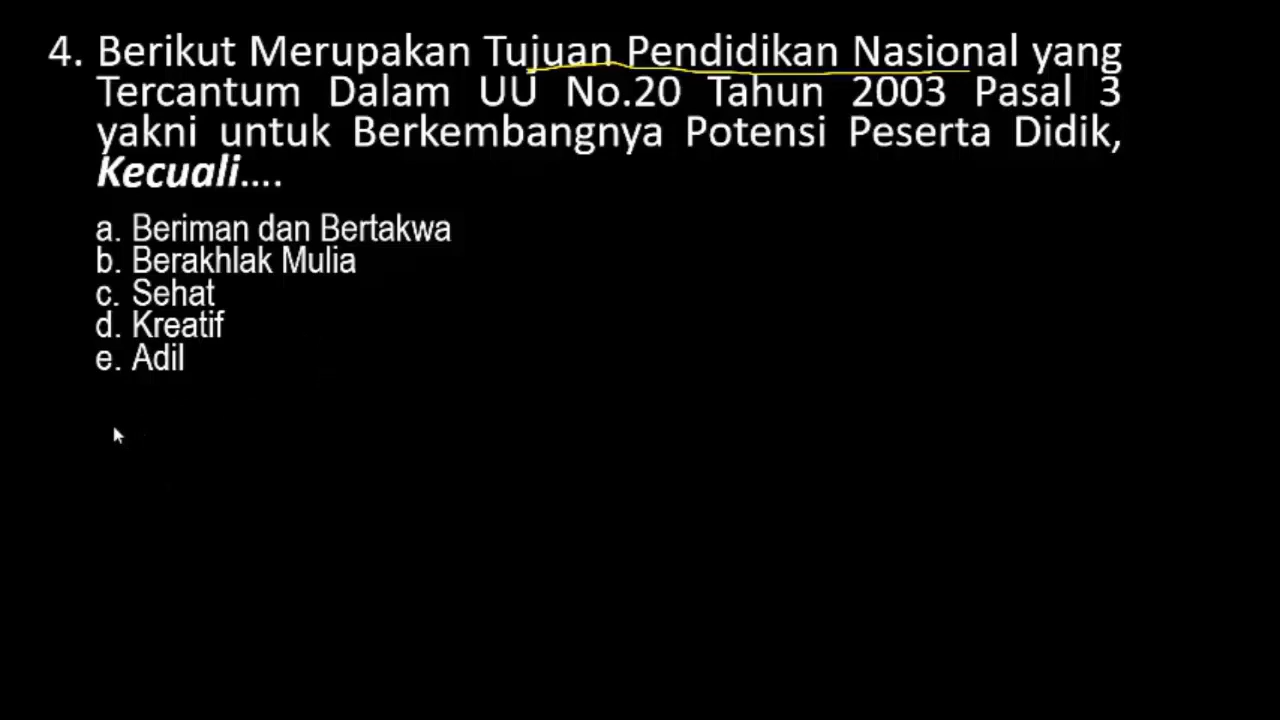 4. Berikut Merupakan Tujuan Pendidikan Nasional yang
Tercantum Dalam UU No.20 Tahun 2003 Pasal 3
yakni untuk Berkembangnya Potensi Peserta Didik,
Kecuali....
a. Beriman dan Bertakwa
b. Berakhlak Mulia
c. Sehat
d. Kreatif
e. Adil